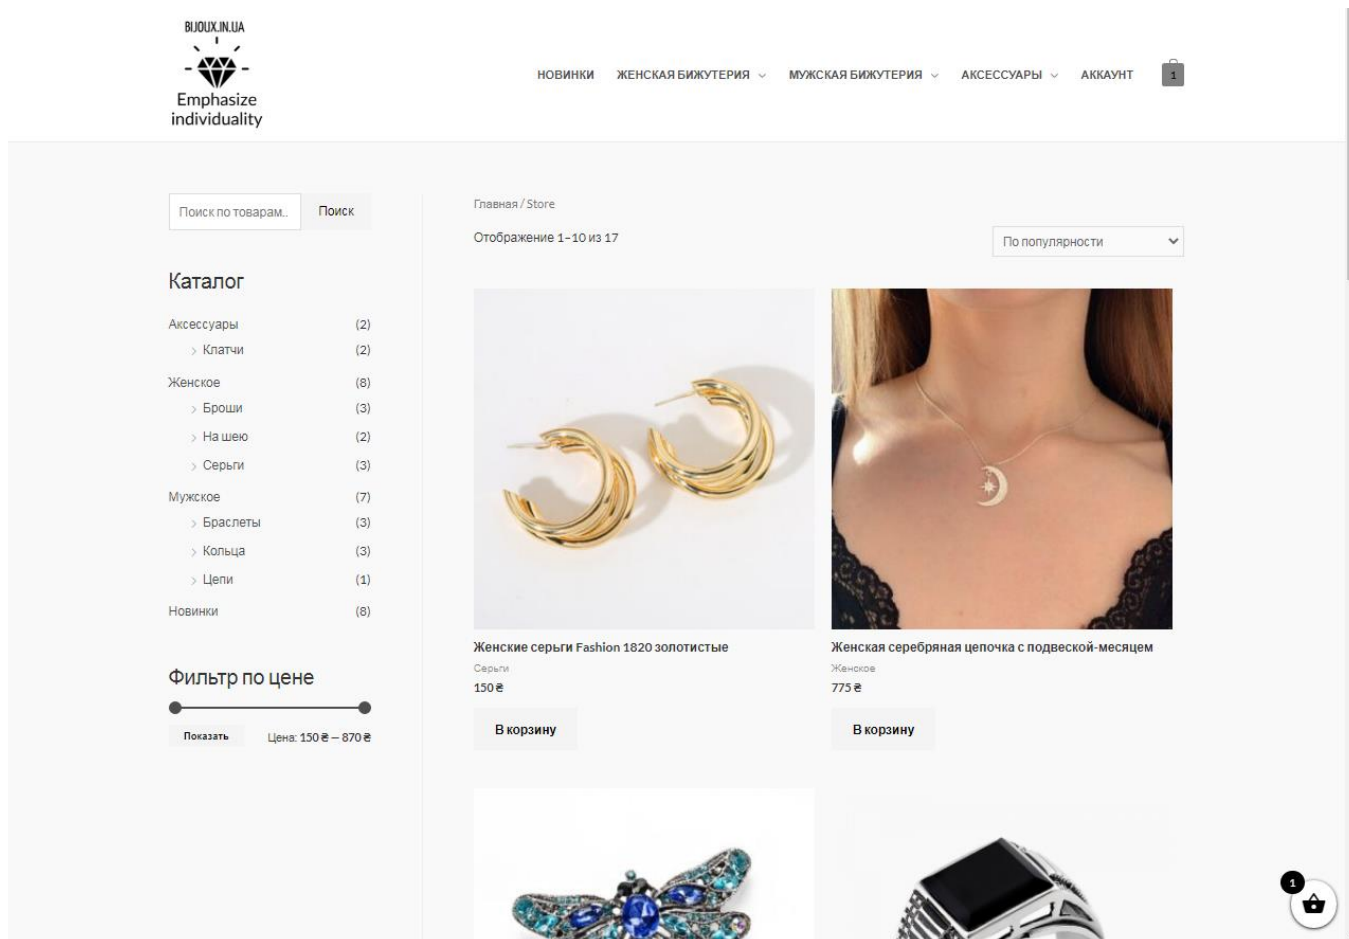 BIJOUX.IN.UA
Emphasize
individuality
НОВИНКИ ЖЕНСКАЯ БИЖУТЕРИЯ МУЖСКАЯ БИЖУТЕРИЯ АКСЕССУАРЫ АККАУНТ 1
Поиск по товарам.. Поиск
Каталог
Аксессуары (2)
Клатчи (2)
Женское (8)
Броши (3)
На шею (2)
Серьги (3)
Мужское (7)
Браслеты (3)
Кольца (3)
Цепи (1)
Новинки (8)
Фильтр по цене
Показать Цена: 150 ₴ — 870 ₴
Главная / Store
Отображение 1–10 из 17
По популярности
Женские серьги Fashion 1820 золотистые
Серьги
150 ₴
В корзину
Женская серебряная цепочка с подвеской-месяцем
Женское
775 ₴
В корзину
1